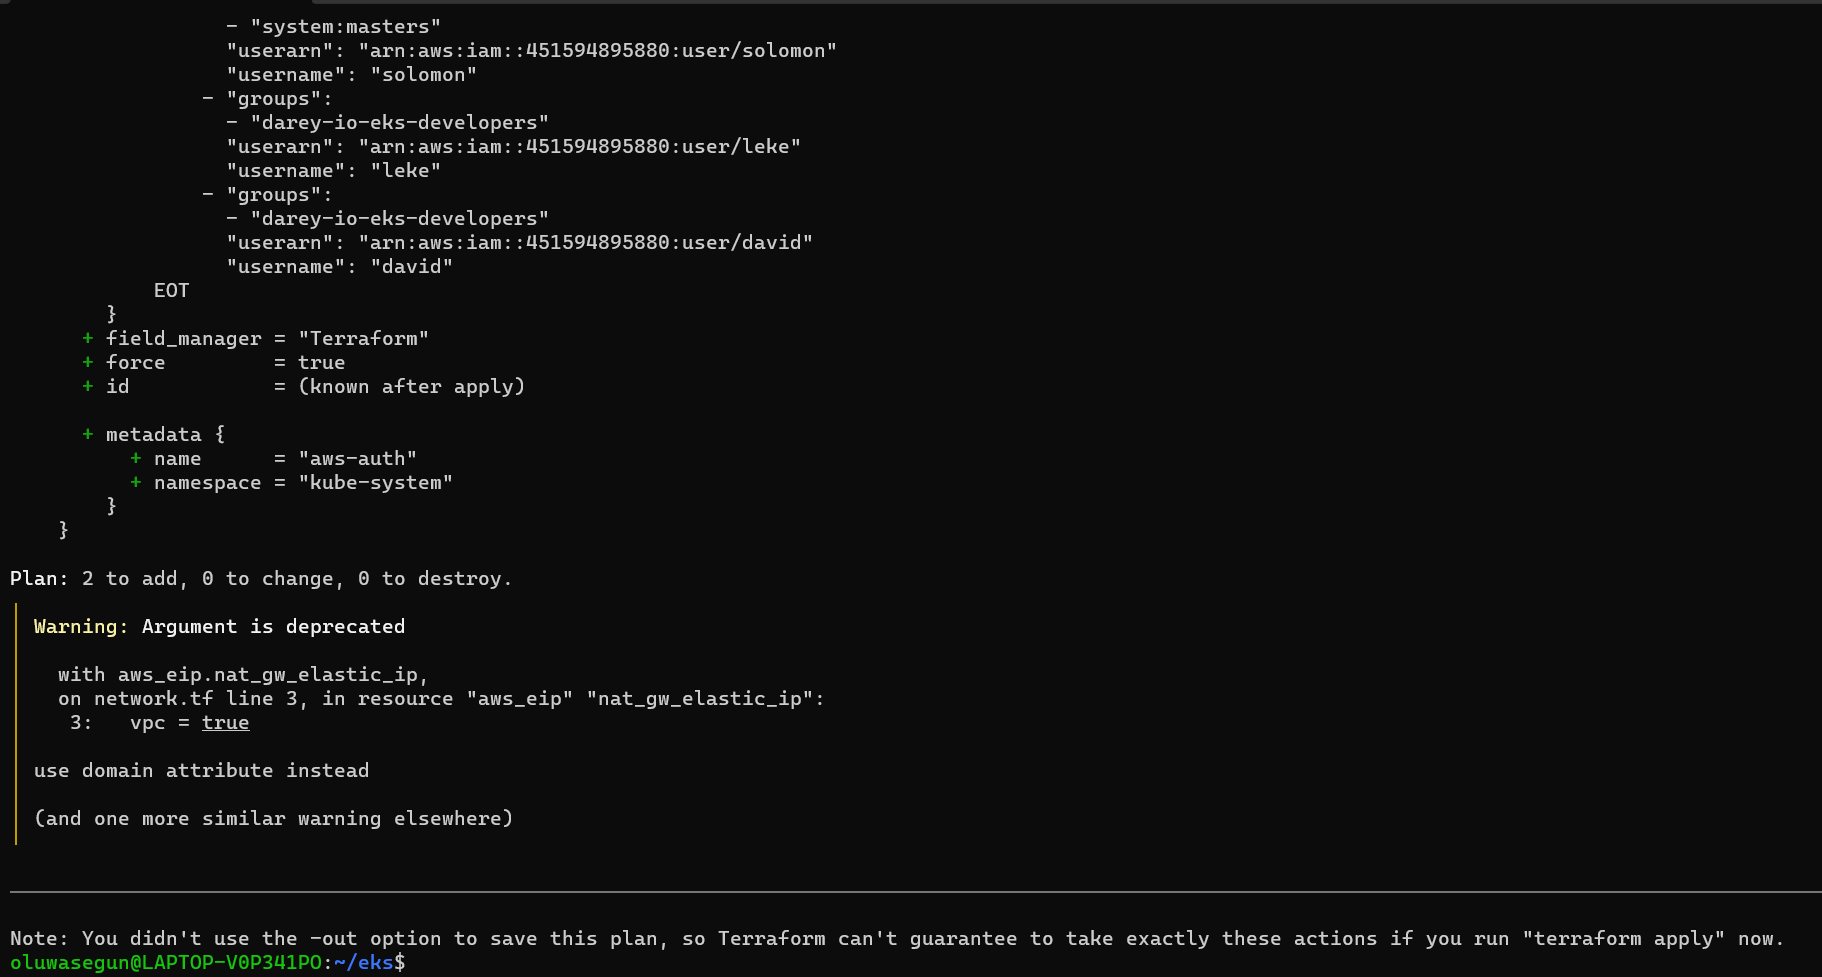 - "system:masters"
"userarn": "arn:aws:iam::451594895880:user/solomon"
"username": "solomon"
- "groups":
- "darey-io-eks-developers"
"userarn": "arn:aws:iam::451594895880:user/leke"
"username": "leke"
- "groups":
- "darey-io-eks-developers"
"userarn": "arn:aws:iam::451594895880:user/david"
"username": "david"
EOT
}
+ field_manager = "Terraform"
+ force = true
+ id = (known after apply)
+ metadata {
+ name = "aws-auth"
+ namespace = "kube-system"
}
}
Plan: 2 to add, 0 to change, 0 to destroy.
Warning: Argument is deprecated
with aws_eip.nat_gw_elastic_ip,
on network.tf line 3, in resource "aws_eip" "nat_gw_elastic_ip":
3: vpc = true
use domain attribute instead
(and one more similar warning elsewhere)
Note: You didn't use the -out option to save this plan, so Terraform can't guarantee to take exactly these actions if you run "terraform apply" now.
oluwasegun@LAPTOP-V0P341PO:~/eks$